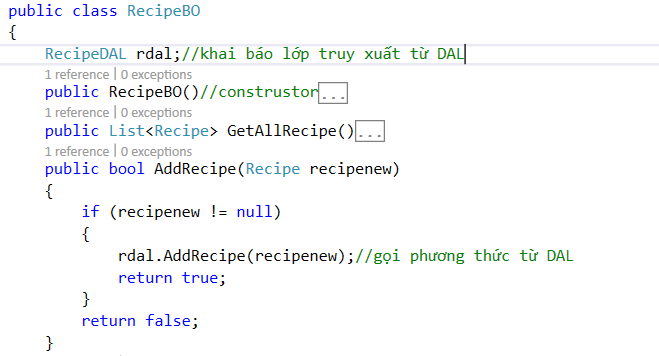 public class RecipeBO
{
RecipeDAL rdal;//khai báo lớp truy xuất từ DAL
1 reference | 0 exceptions
public RecipeBO()//construstor...
1 reference | 0 exceptions
public List<Recipe> GetAllRecipe()...
1 reference | 0 exceptions
public bool AddRecipe(Recipe recipenew)
{
if (recipenew != null)
{
rdal.AddRecipe(recipenew);//gọi phương thức từ DAL
return true;
}
return false;
}